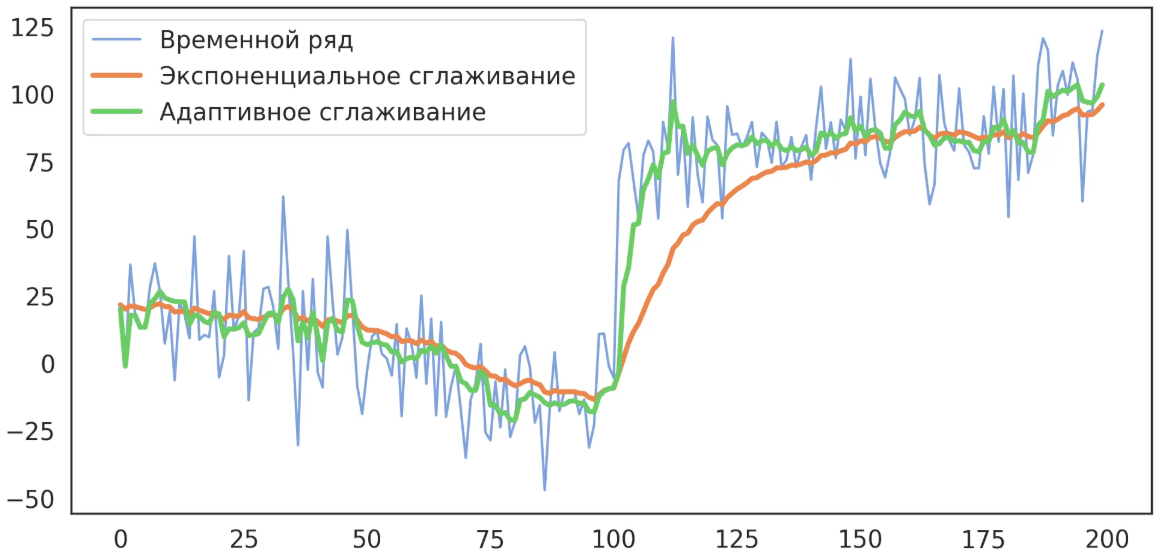 125
100
75
50
25
0
−25
−50
Временной ряд
Экспоненциальное сглаживание
Адаптивное сглаживание
0 25 50 75 100 125 150 175 200